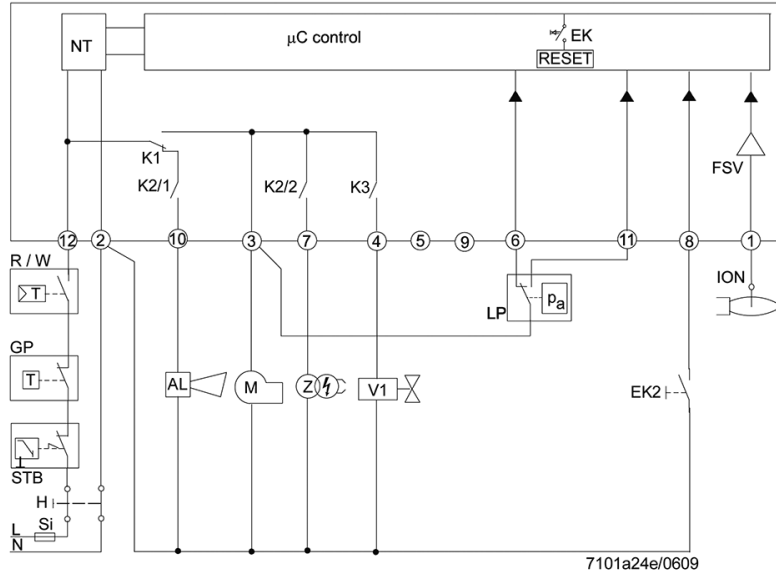 NT
μC control
EK
RESET
K1
FSV
K2/1
K2/2
K3
12
2
10
3
7
4
5
9
6
11
8
1
R / W
T
ION
LP
pa
GP
T
AL
M
Z
V1
EK2
STB
H
Si
L
N
7101a24e/0609